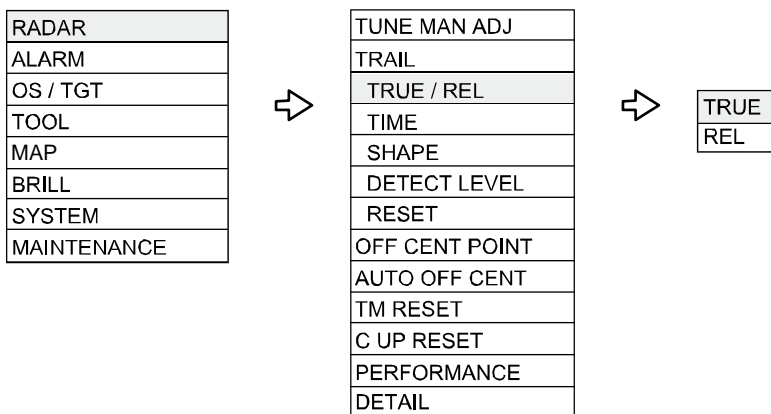 RADAR
ALARM
OS / TGT
TOOL
MAP
BRILL
SYSTEM
MAINTENANCE
TUNE MAN ADJ
TRAIL
TRUE / REL
TIME
SHAPE
DETECT LEVEL
RESET
OFF CENT POINT
AUTO OFF CENT
TM RESET
C UP RESET
PERFORMANCE
DETAIL
TRUE
REL